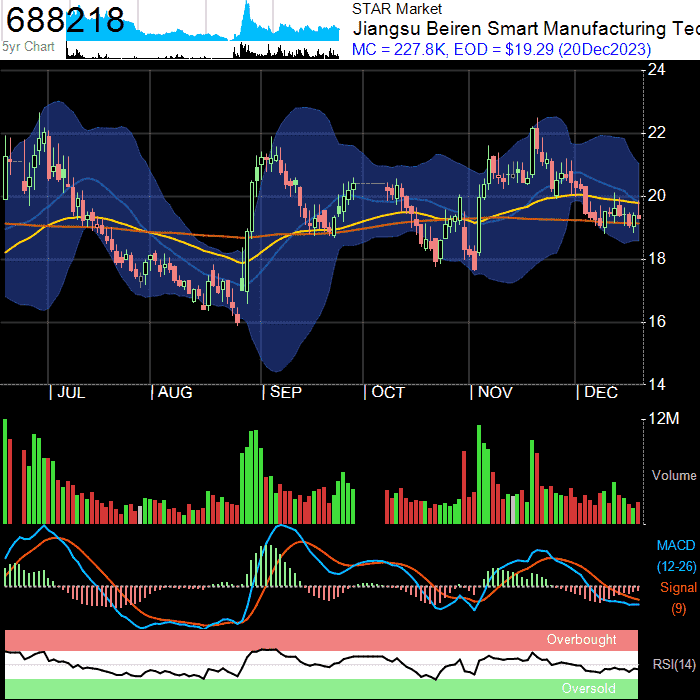 688218
5yr Chart
STAR Market
Jiangsu Beiren Smart Manufacturing Tec
MC = 227.8K, EOD = $19.29 (20Dec2023)
24
22
20
18
16
14
| JUL | AUG | SEP | OCT | NOV | DEC
12M
Volume
MACD
(12-26)
Signal
(9)
Overbought
RSI(14)
Oversold